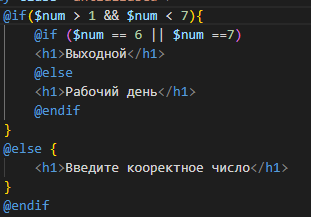 @if($num > 1 && $num < 7){
@if ($num == 6 || $num ==7)
<h1>Выходной</h1>
@else
<h1>Рабочий день</h1>
@endif
}
@else {
<h1>Введите кооректное число</h1>
}
@endif